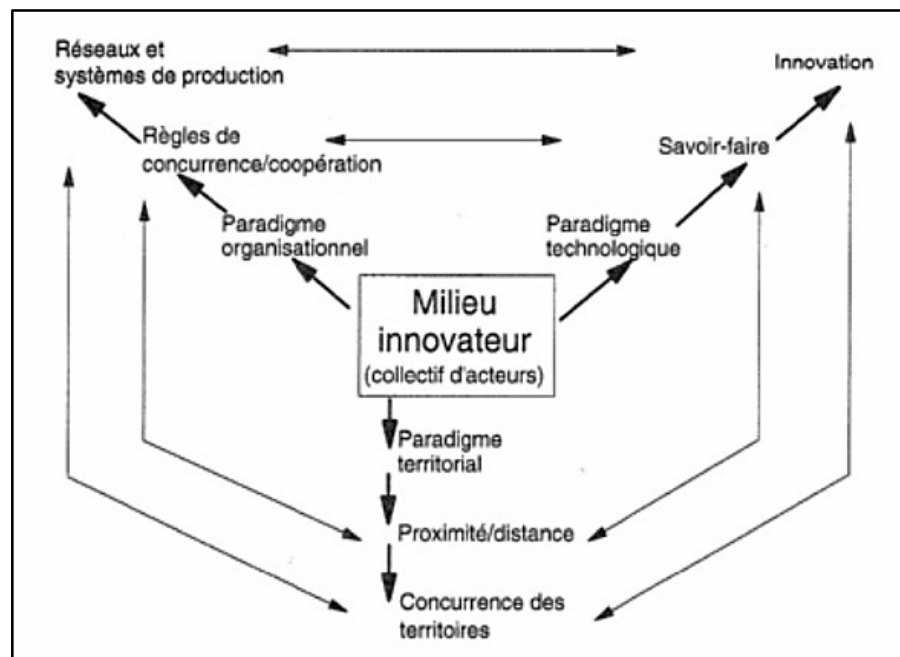 Réseaux et
systèmes de production
Innovation
Règles de
concurrence/coopération
Savoir-faire
Paradigme
organisationnel
Paradigme
technologique
Milieu
innovateur
(collectif d'acteurs)
Paradigme
territorial
Proximité/distance
Concurrence des
territoires